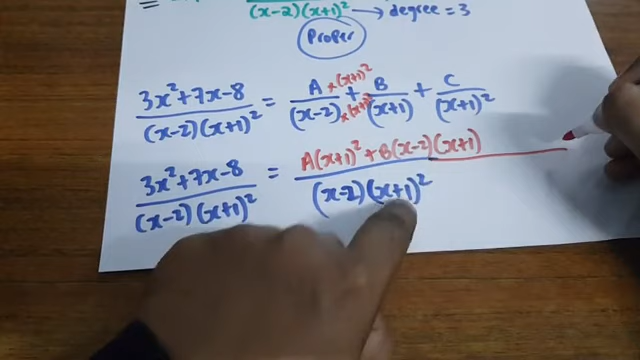 (x-2)(x+1)² → degree = 3
Proper
3x²+7x-8 / (x-2)(x+1)² = A / (x-2) ×(x+1)² / ×(x+1)² + B / (x+1) + C / (x+1)²
3x²+7x-8 / (x-2)(x+1)² = A(x+1)² + B(x-2)(x+1) / (x-2)(x+1)²